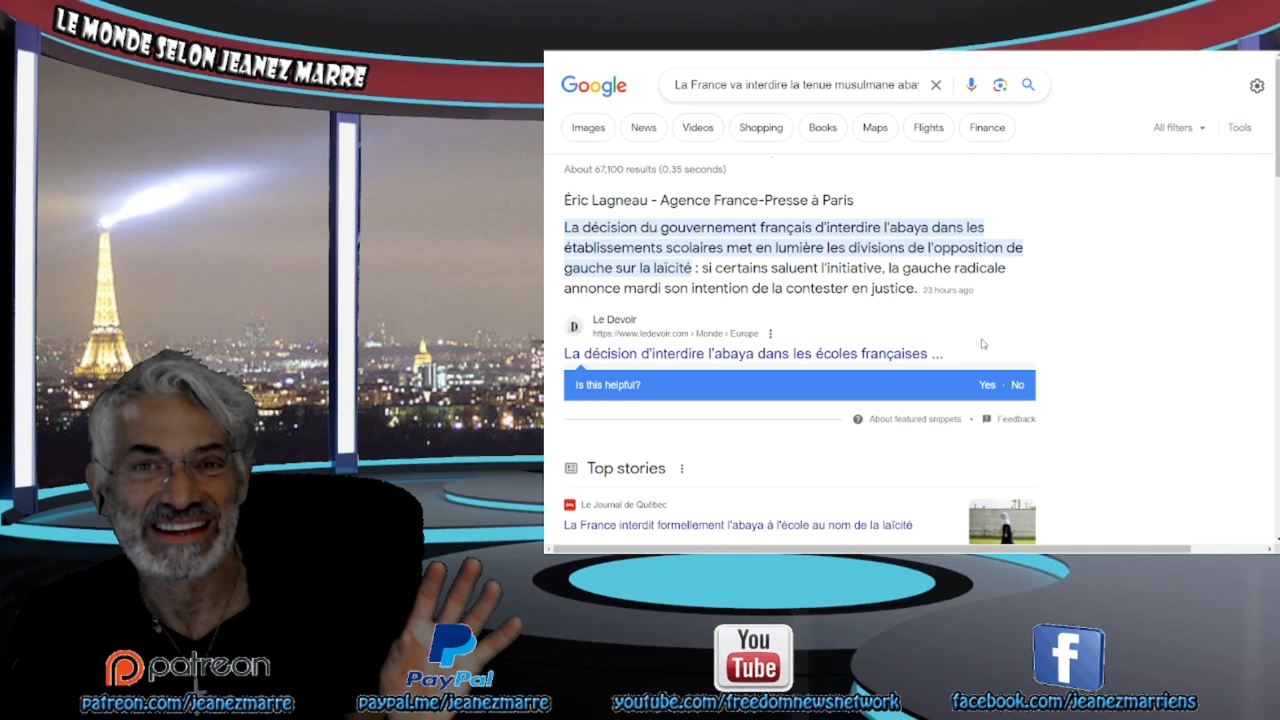 LE MONDE SELON JEANEZ MARRE
Google
La France va interdire la tenue musulmane aba
Images
News
Videos
Shopping
Books
Maps
Flights
Finance
All filters
Tools
About 67,100 results (0.35 seconds)
Éric Lagneau - Agence France-Presse à Paris
La décision du gouvernement français d'interdire l'abaya dans les
établissements scolaires met en lumière les divisions de l'opposition de
gauche sur la laïcité : si certains saluent l'initiative, la gauche radicale
annonce mardi son intention de la contester en justice. 23 hours ago
D
Le Devoir
https://www.ledevoir.com › Monde › Europe
La décision d'interdire l'abaya dans les écoles françaises ...
Is this helpful? Yes · No
About featured snippets • Feedback
Top stories
Le Journal de Québec
La France interdit formellement l'abaya à l'école au nom de la laïcité
patreon
patreon.com/jeanezmarre
PayPal
paypal.me/jeanezmarre
You
Tube
youtube.com/freedomnewsnetwork
f
facebook.com/jeanezmarriens